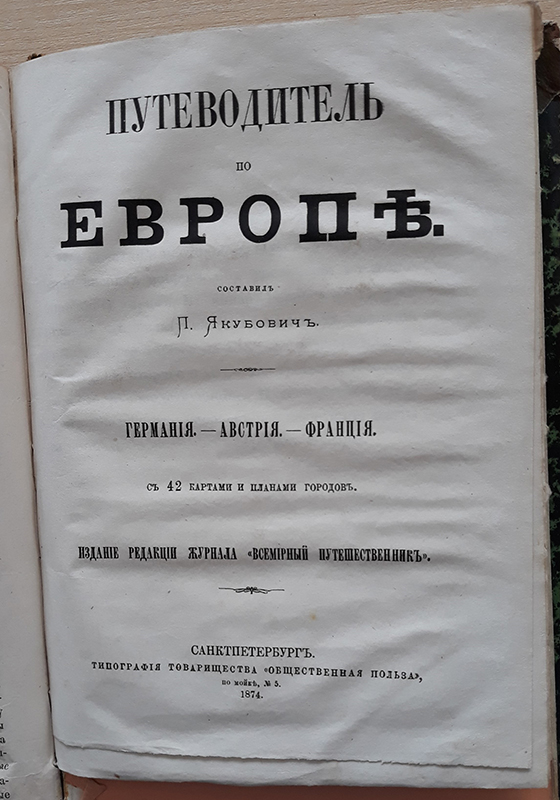 ПУТЕВОДИТЕЛЬ
ПО
ЕВРОПѢ.
СОСТАВИЛЪ
П. ЯКУБОВИЧЪ.
ГЕРМАНІЯ. — АВСТРІЯ. — ФРАНЦІЯ.
СЪ 42 КАРТАМИ И ПЛАНАМИ ГОРОДОВЪ.
ИЗДАНІЕ РЕДАКЦІИ ЖУРНАЛА «ВСЕМІРНЫЙ ПУТЕШЕСТВЕННИКЪ».
САНКТПЕТЕРБУРГЪ.
ТИПОГРАФІЯ ТОВАРИЩЕСТВА «ОБЩЕСТВЕННАЯ ПОЛЬЗА»,
ПО МОЙКѢ, № 5.
1874.